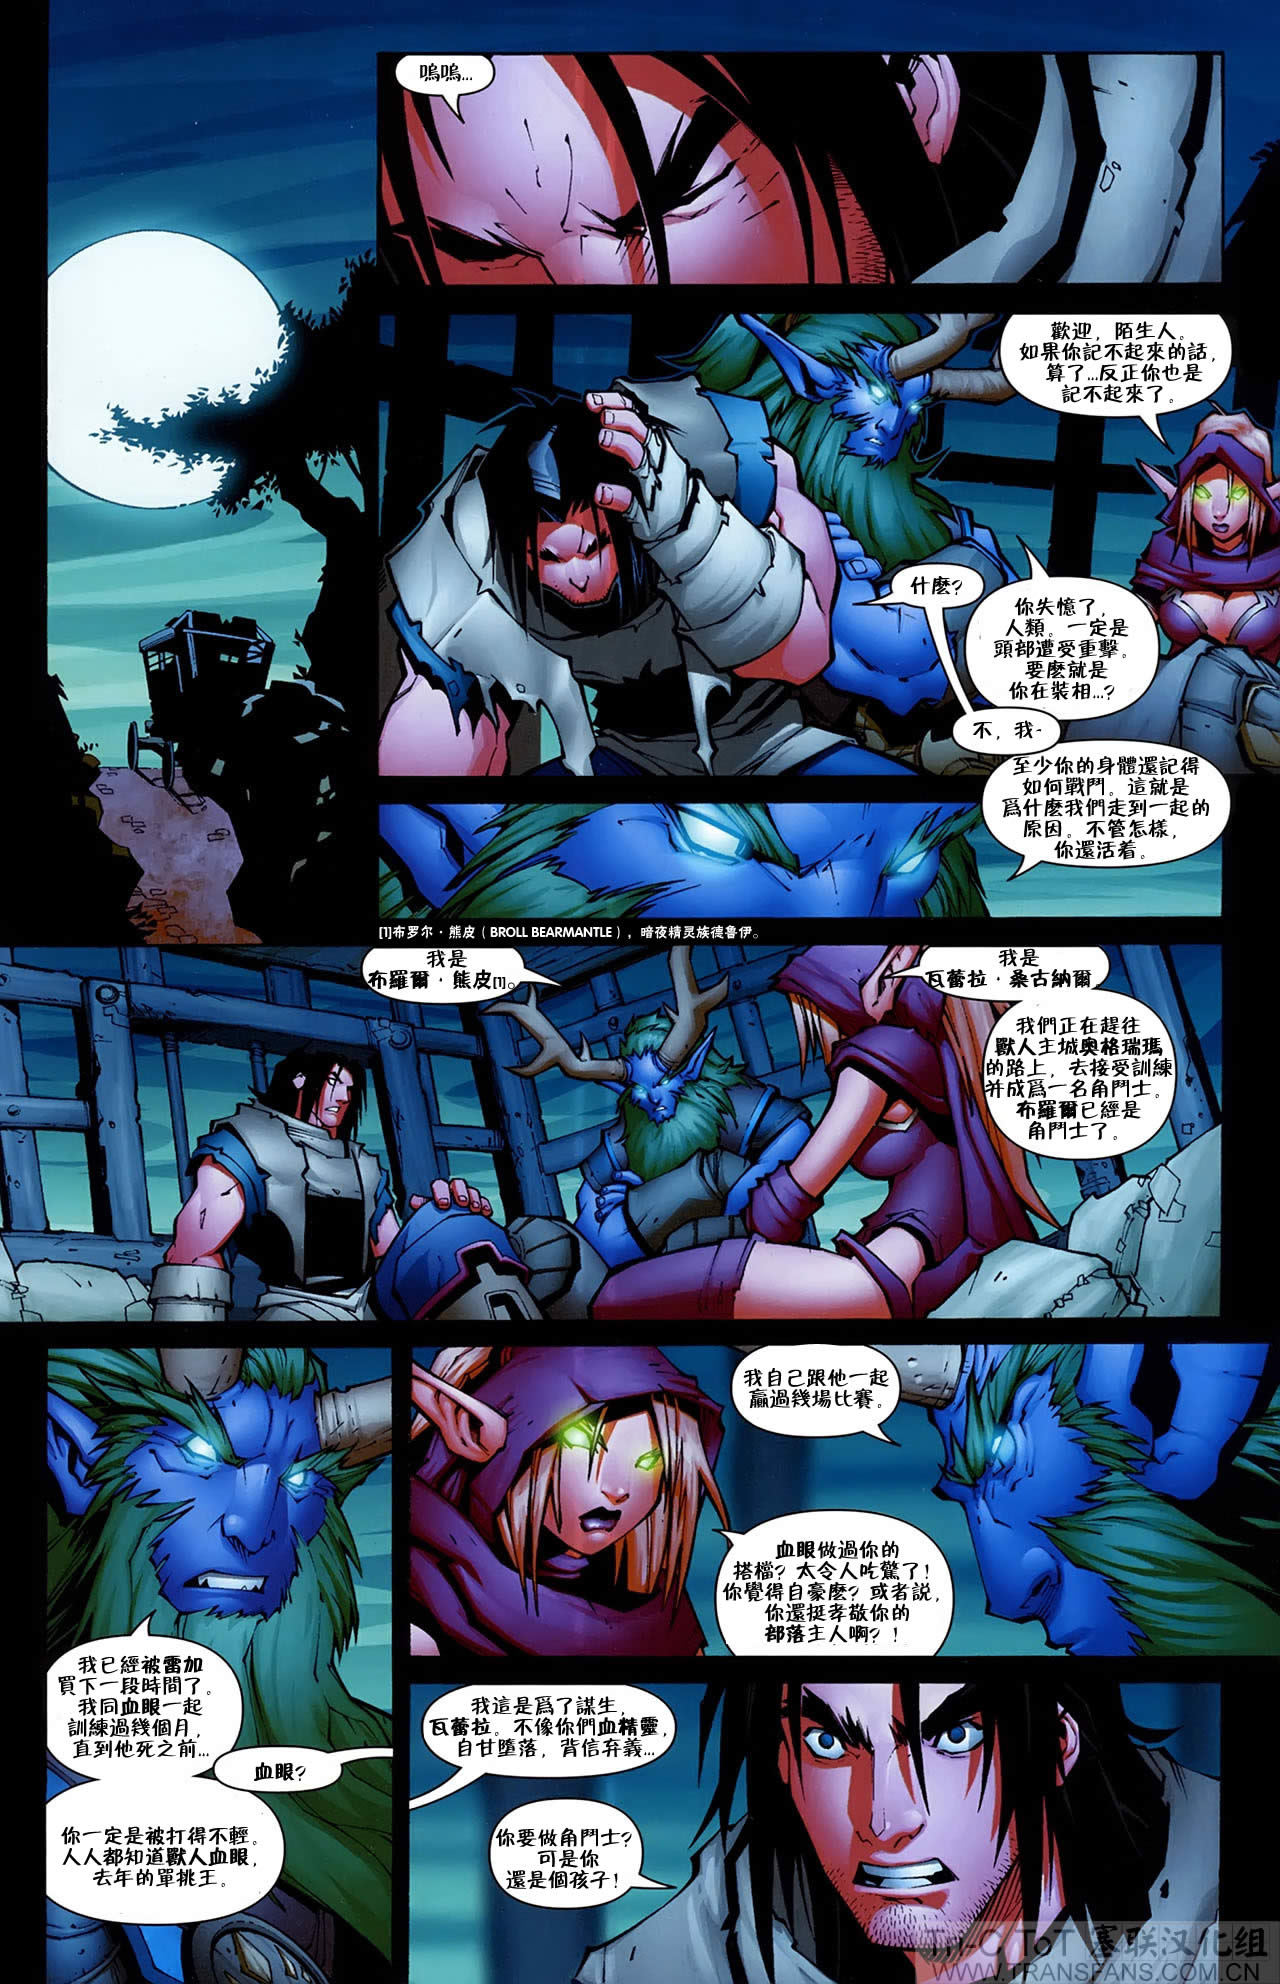 嗚嗚...
歡迎，陌生人。
如果你記不起來的話，
算了...反正你也是
記不起來了。
什麽？
你失憶了，
人類。一定是
頭部遭受重擊。
要麽就是
你在裝相...？
不，我-
至少你的身體還記得
如何戰鬥。這就是
爲什麽我們走到一起的
原因。不管怎樣，
你還活着。
[1]布罗尔·熊皮（BROLL BEARMANTLE），暗夜精灵族德鲁伊。
我是
布羅爾·熊皮[1]。
我是
瓦蕾拉·桑古納爾。
我們正在趕往
獸人主城奥格瑞瑪
的路上，去接受訓練
并成爲一名角鬥士。
布羅爾已經是
角鬥士了。
我已經被雷加
買下一段時間了。
我同血眼一起
訓練過幾個月，
直到他死之前...
血眼？
你一定是被打得不輕。
人人都知道獸人血眼，
去年的單挑王。
我自己跟他一起
贏過幾場比賽。
血眼做過你的
搭檔？太令人吃驚了！
你覺得自豪麽？或者説，
你還挺孝敬你的
部落主人啊？！
我這是爲了謀生，
瓦蕾拉。不像你們血精靈，
自甘墮落，背信弃義...
你要做角鬥士？
可是你
還是個孩子！
TH-C ToT 塞联汉化组
WWW.TRANSFANS.COM.CN